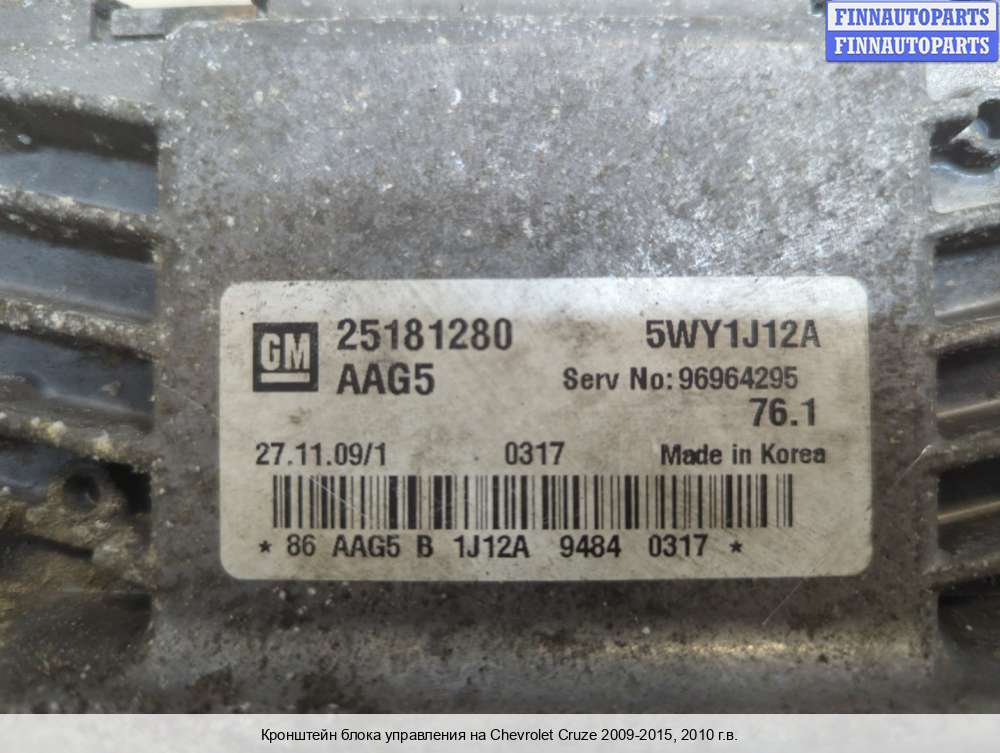 FINNAUTOPARTS
FINNAUTOPARTS
GM 25181280 5WY1J12A
AAG5 Serv No: 96964295
76.1
27.11.09/1 0317 Made in Korea
* 86 AAG5 B 1J12A 9484 0317 *
Кронштейн блока управления на Chevrolet Cruze 2009-2015, 2010 г.в.